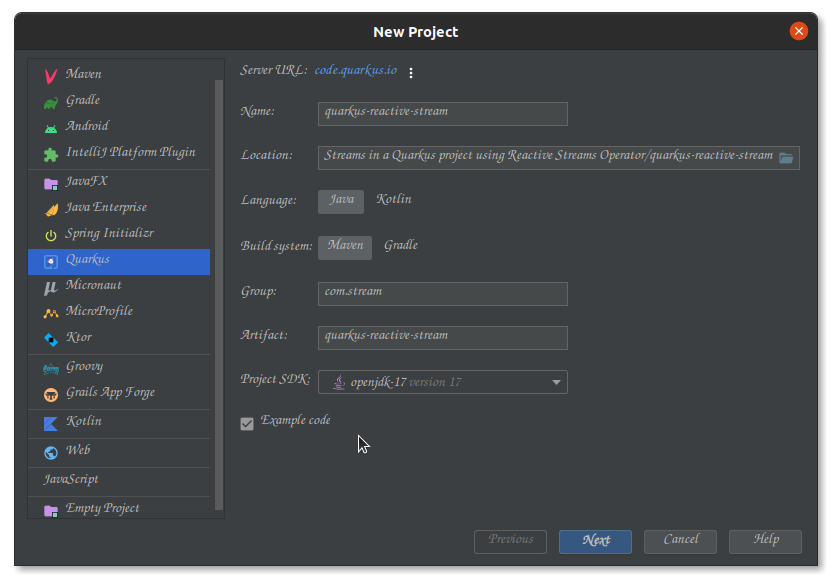 New Project
Maven
Gradle
Android
IntelliJ Platform Plugin
JavaFX
Java Enterprise
Spring Initializr
Quarkus
Micronaut
MicroProfile
Ktor
Groovy
Grails App Forge
Kotlin
Web
JavaScript
Empty Project
Server URL: code.quarkus.io
Name: quarkus-reactive-stream
Location: Streams in a Quarkus project using Reactive Streams Operator/quarkus-reactive-stream
Language: Java Kotlin
Build system: Maven Gradle
Group: com.stream
Artifact: quarkus-reactive-stream
Project SDK: openjdk-17 version 17
Example code
Previous Next Cancel Help